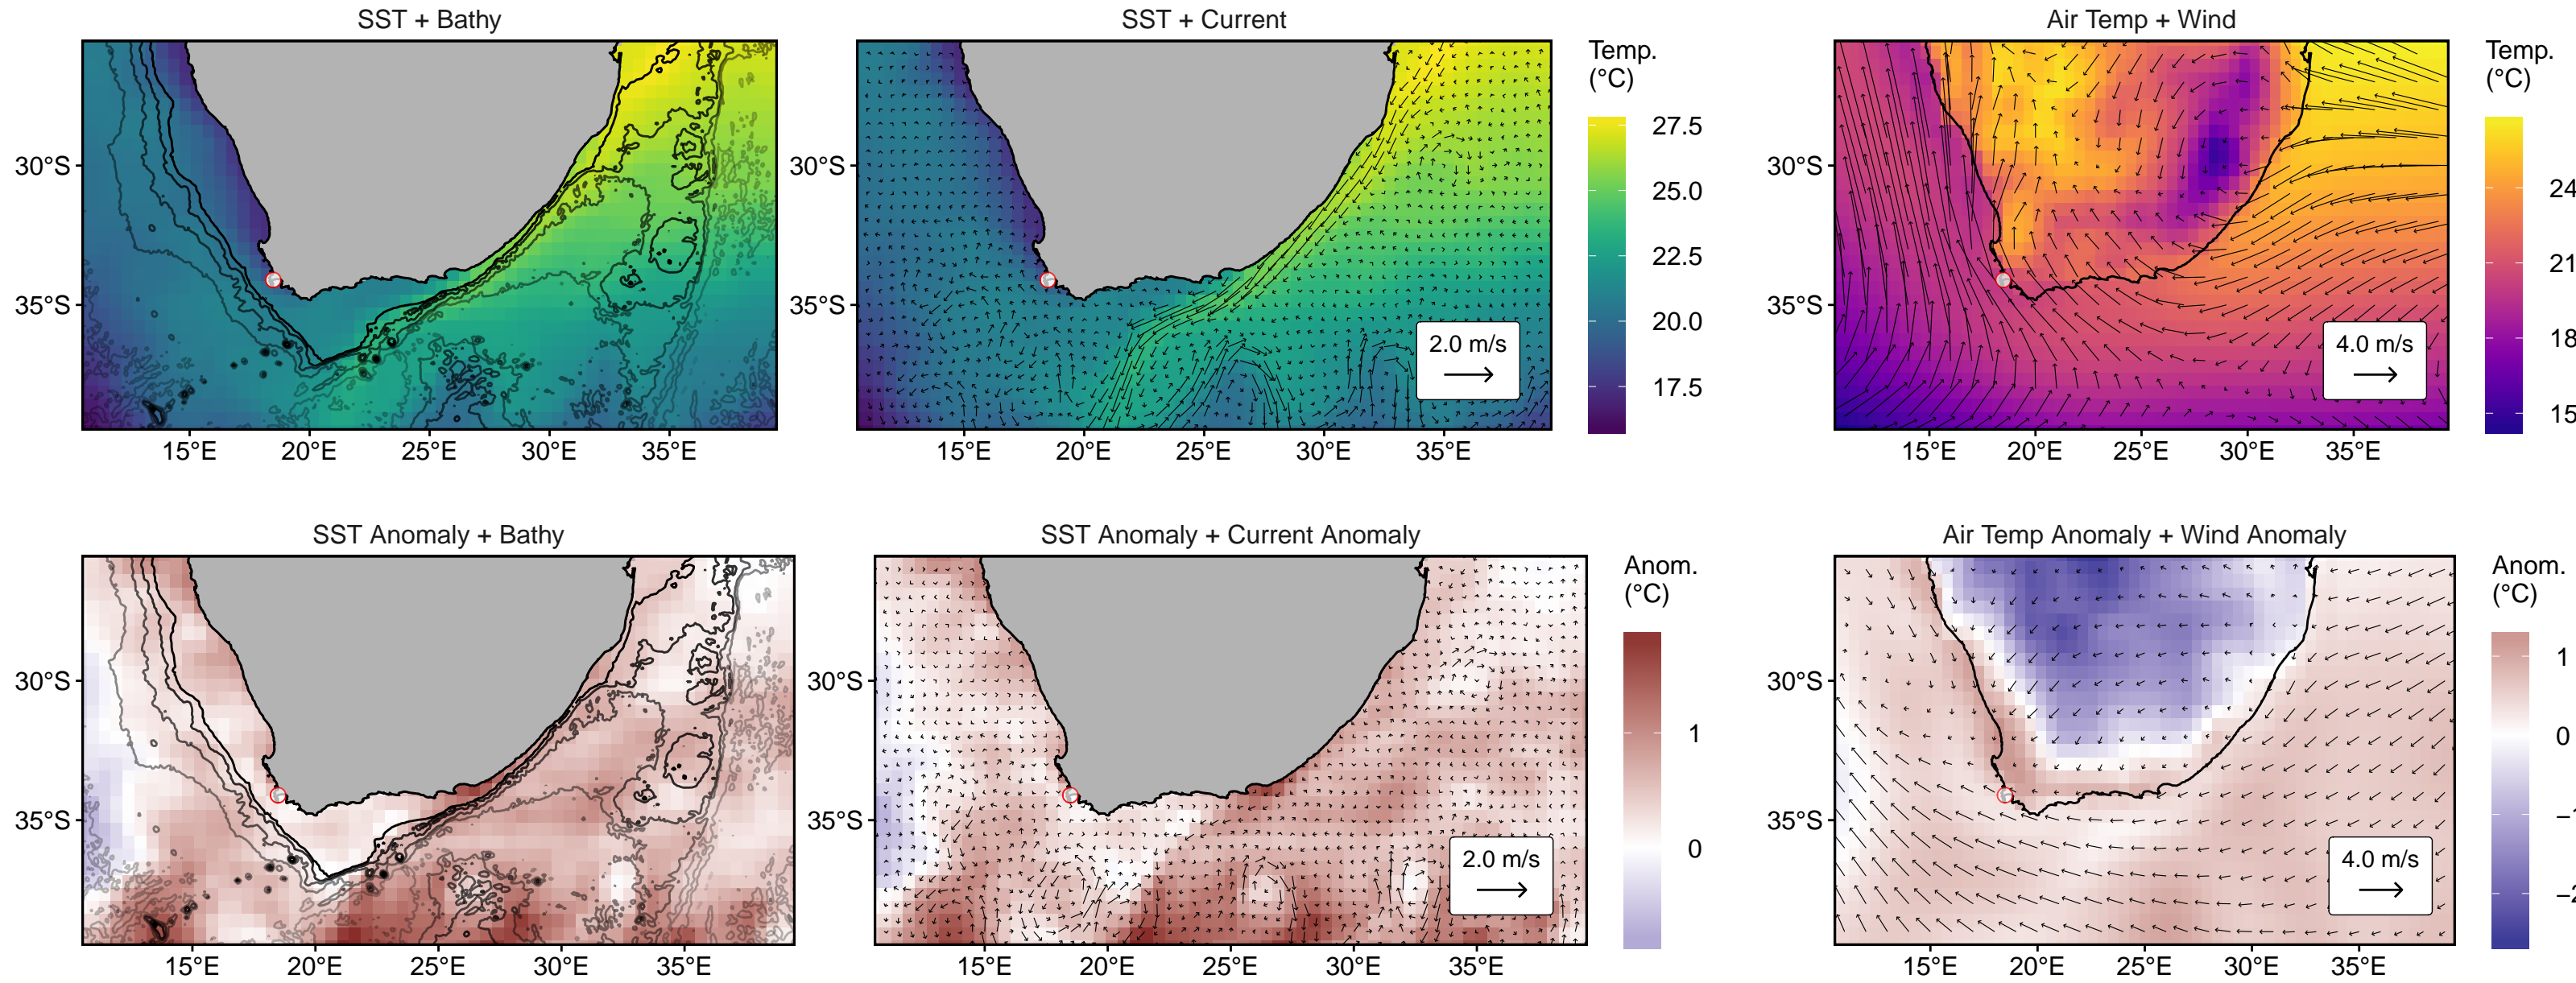 SST + Bathy
SST + Current
Air Temp + Wind
30°S
35°S
15°E
20°E
25°E
30°E
35°E
30°S
35°S
2.0 m/s
15°E
20°E
25°E
30°E
35°E
Temp.
(°C)
27.5
25.0
22.5
20.0
17.5
30°S
35°S
4.0 m/s
15°E
20°E
25°E
30°E
35°E
Temp.
(°C)
24
21
18
15
SST Anomaly + Bathy
SST Anomaly + Current Anomaly
Air Temp Anomaly + Wind Anomaly
30°S
35°S
15°E
20°E
25°E
30°E
35°E
30°S
35°S
2.0 m/s
15°E
20°E
25°E
30°E
35°E
Anom.
(°C)
1
0
30°S
35°S
4.0 m/s
15°E
20°E
25°E
30°E
35°E
Anom.
(°C)
1
0
−1
−2